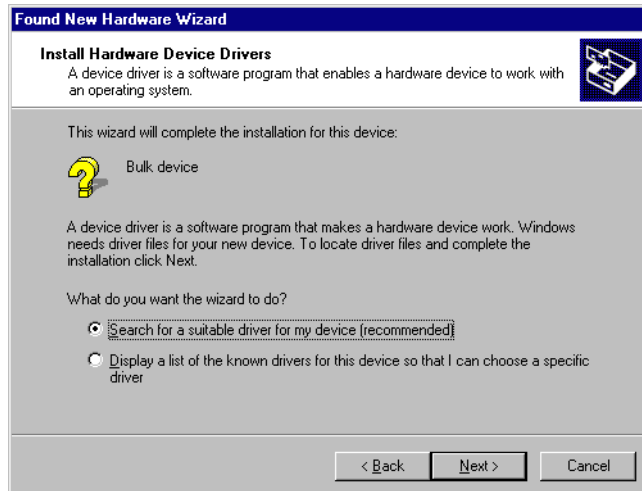 Found New Hardware Wizard
Install Hardware Device Drivers
A device driver is a software program that enables a hardware device to work with
an operating system.
This wizard will complete the installation for this device:
Bulk device
A device driver is a software program that makes a hardware device work. Windows
needs driver files for your new device. To locate driver files and complete the
installation click Next.
What do you want the wizard to do?
Search for a suitable driver for my device (recommended)
Display a list of the known drivers for this device so that I can choose a specific
driver
< Back Next > Cancel